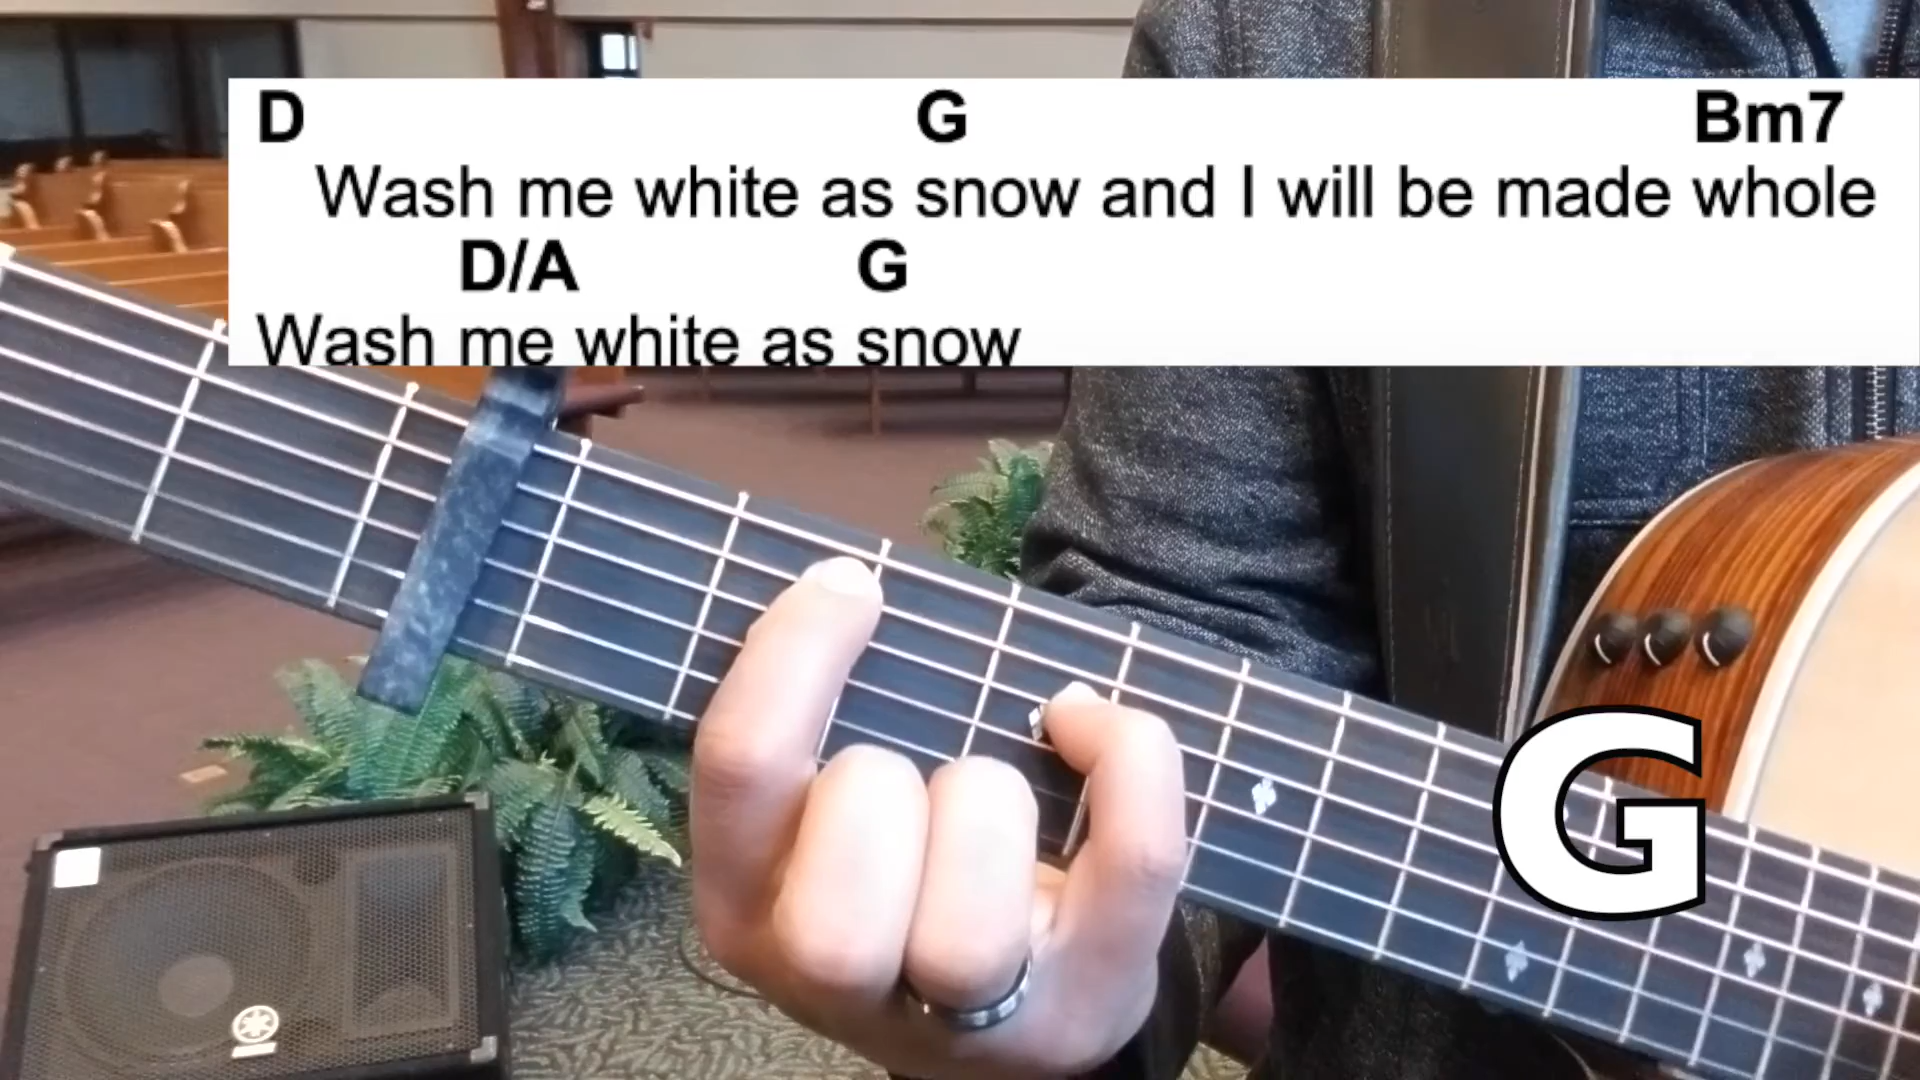 D G Bm7
Wash me white as snow and I will be made whole
D/A G
Wash me white as snow
G